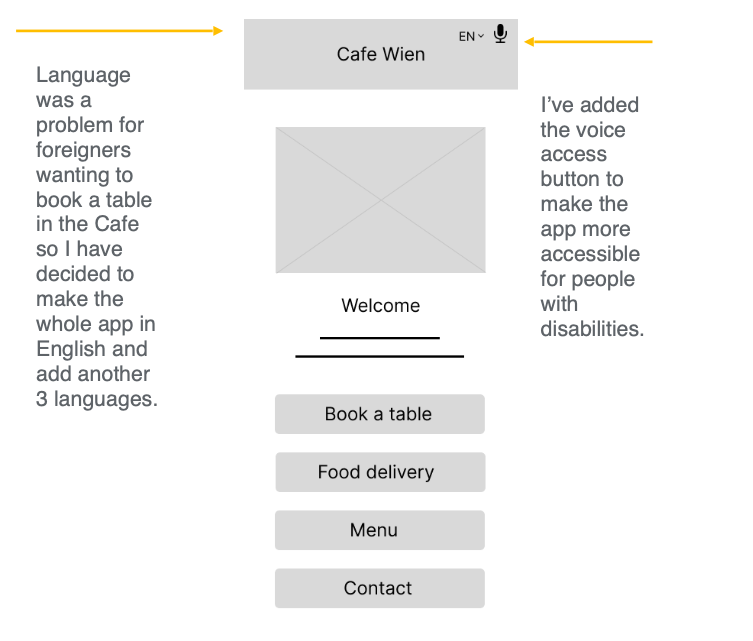 Language
was a
problem for
foreigners
wanting to
book a table
in the Cafe
so I have
decided to
make the
whole app in
English and
add another
3 languages.
EN
Cafe Wien
Welcome
Book a table
Food delivery
Menu
Contact
I’ve added
the voice
access
button to
make the
app more
accessible
for people
with
disabilities.